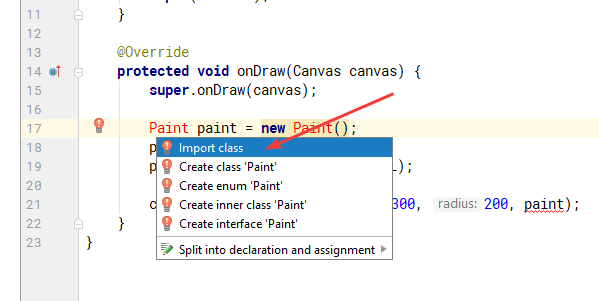 11 }
12
13 @Override
14 protected void onDraw(Canvas canvas) {
15 super.onDraw(canvas);
16
17 Paint paint = new Paint();
18 p
Import class
19 p L);
Create class 'Paint'
20
Create enum 'Paint'
21 c 300, radius: 200, paint);
Create inner class 'Paint'
22 }
Create interface 'Paint'
23 }
Split into declaration and assignment